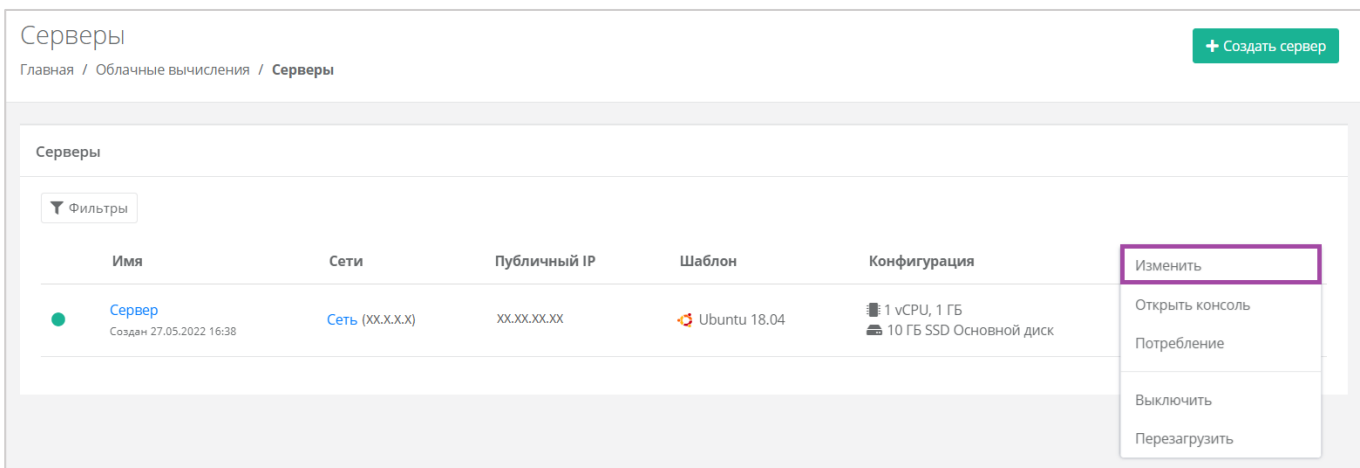 Серверы
+ Создать сервер
Главная / Облачные вычисления / Серверы
Серверы
Фильтры
Имя Сети Публичный IP Шаблон Конфигурация
Изменить
Сервер
Создан 27.05.2022 16:38
Сеть (XX.X.X.X)
XX.XX.XX.XX
Ubuntu 18.04
1 vCPU, 1 ГБ
10 ГБ SSD Основной диск
Открыть консоль
Потребление
Выключить
Перезагрузить